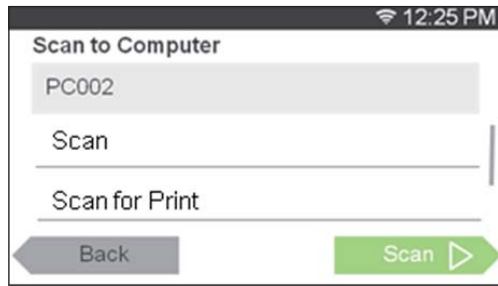 12:25 PM
Scan to Computer
PC002
Scan
Scan for Print
Back
Scan